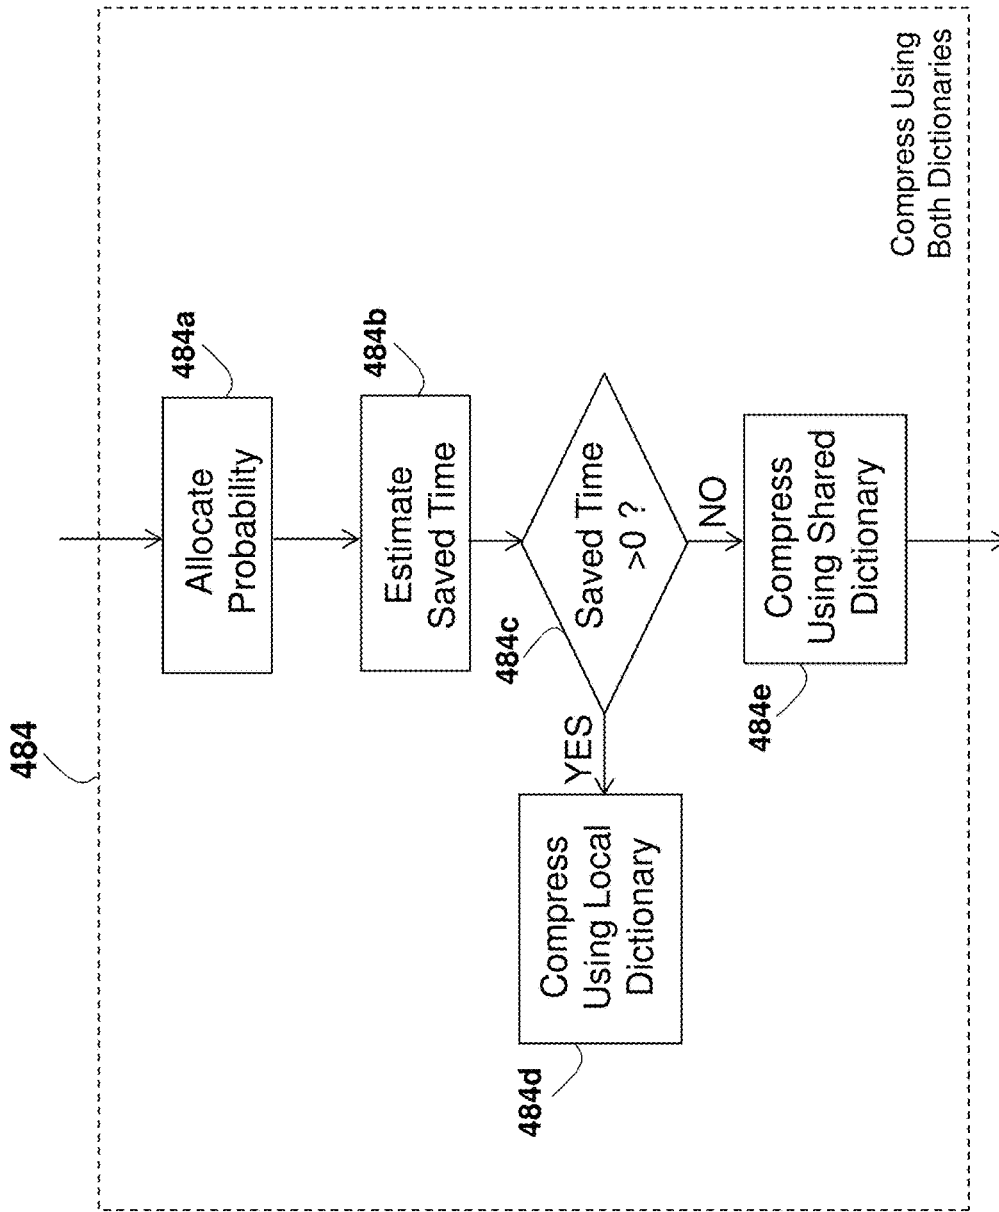 484
484a
Allocate
Probability
484b
Estimate
Saved Time
484c
Saved Time
>0 ?
YES
NO
484d
Compress
Using Local
Dictionary
484e
Compress
Using Shared
Dictionary
Compress Using
Both Dictionaries